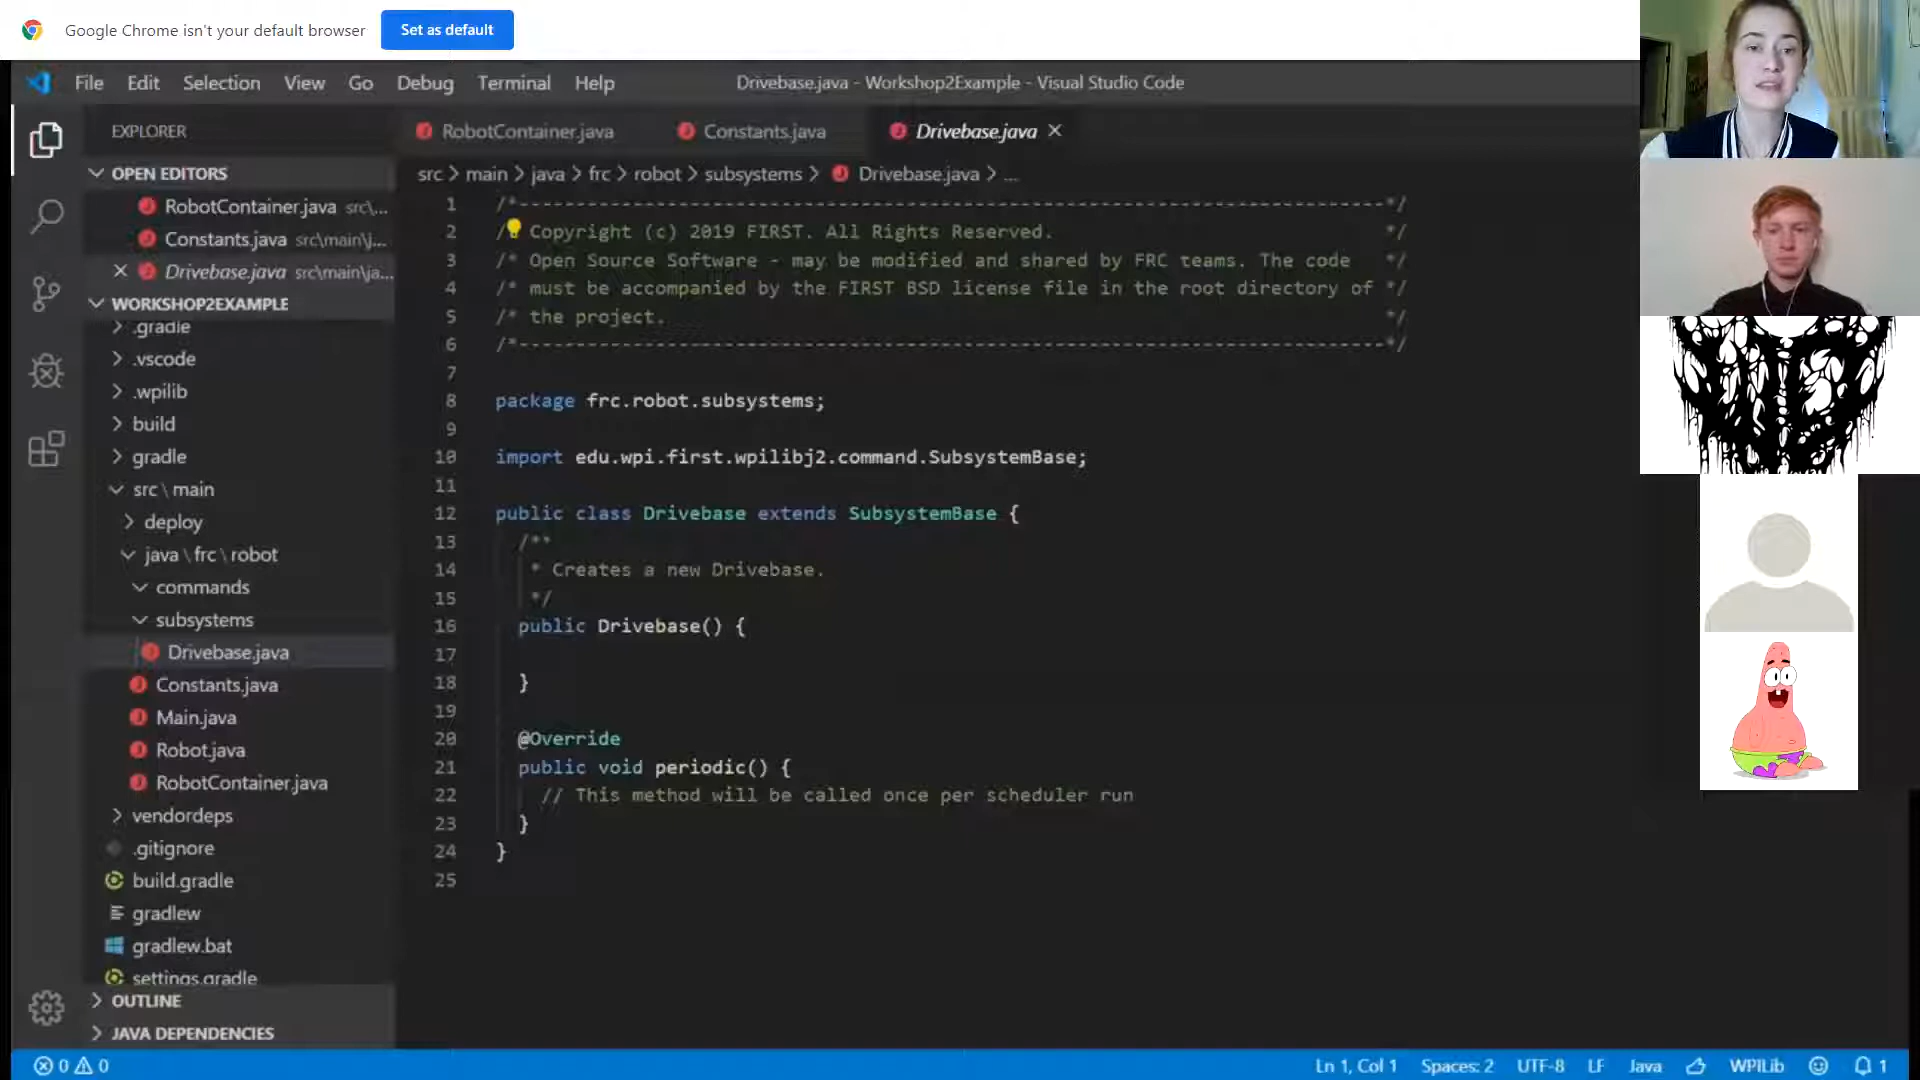 Google Chrome isn't your default browser Set as default
File Edit Selection View Go Debug Terminal Help Drivebase.java - Workshop2Example - Visual Studio Code
EXPLORER
OPEN EDITORS
RobotContainer.java src\...
Constants.java src\main\j...
Drivebase.java src\main\ja...
WORKSHOP2EXAMPLE
.gradle
.vscode
.wpilib
build
gradle
src \ main
deploy
java \ frc \ robot
commands
subsystems
Drivebase.java
Constants.java
Main.java
Robot.java
RobotContainer.java
vendordeps
.gitignore
build.gradle
gradlew
gradlew.bat
settings.gradle
OUTLINE
JAVA DEPENDENCIES
RobotContainer.java Constants.java Drivebase.java
src > main > java > frc > robot > subsystems > Drivebase.java > ...
1 /*----------------------------------------------------------------------------*/
2 /* Copyright (c) 2019 FIRST. All Rights Reserved. */
3 /* Open Source Software - may be modified and shared by FRC teams. The code */
4 /* must be accompanied by the FIRST BSD license file in the root directory of */
5 /* the project. */
6 /*----------------------------------------------------------------------------*/
7
8 package frc.robot.subsystems;
9
10 import edu.wpi.first.wpilibj2.command.SubsystemBase;
11
12 public class Drivebase extends SubsystemBase {
13 /**
14 * Creates a new Drivebase.
15 */
16 public Drivebase() {
17
18 }
19
20 @Override
21 public void periodic() {
22 // This method will be called once per scheduler run
23 }
24 }
25
0 0 Ln 1, Col 1 Spaces: 2 UTF-8 LF Java WPILib 1